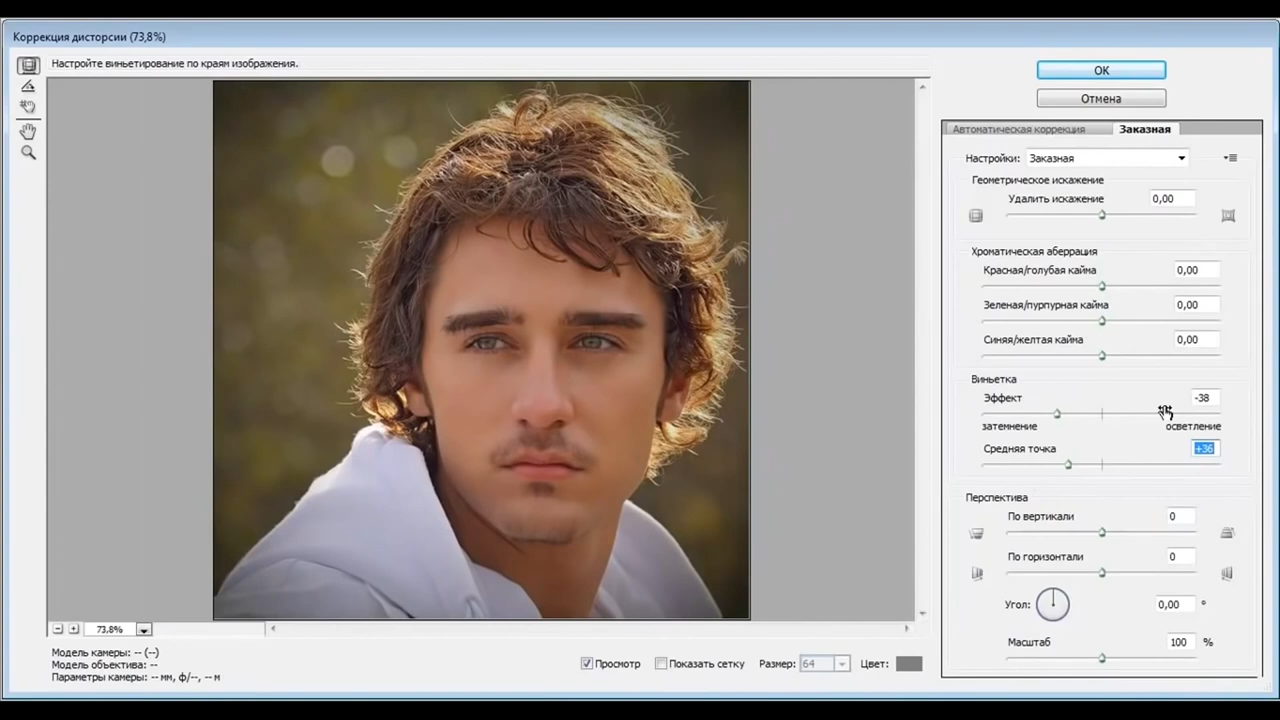 Коррекция дисторсии (73,8%)
Настройте виньетирование по краям изображения.
OK
Отмена
Автоматическая коррекция Заказная
Настройки: Заказная
Геометрическое искажение
Удалить искажение 0,00
Хроматическая аберрация
Красная/голубая кайма 0,00
Зеленая/пурпурная кайма 0,00
Синяя/желтая кайма 0,00
Виньетка
Эффект -38
затемнение осветление
Средняя точка +36
Перспектива
По вертикали 0
По горизонтали 0
Угол: 0,00 °
Масштаб 100 %
73,8%
Модель камеры: -- (--)
Модель объектива: --
Параметры камеры: -- мм, ф/--, -- м
Просмотр Показать сетку Размер: 64 Цвет: